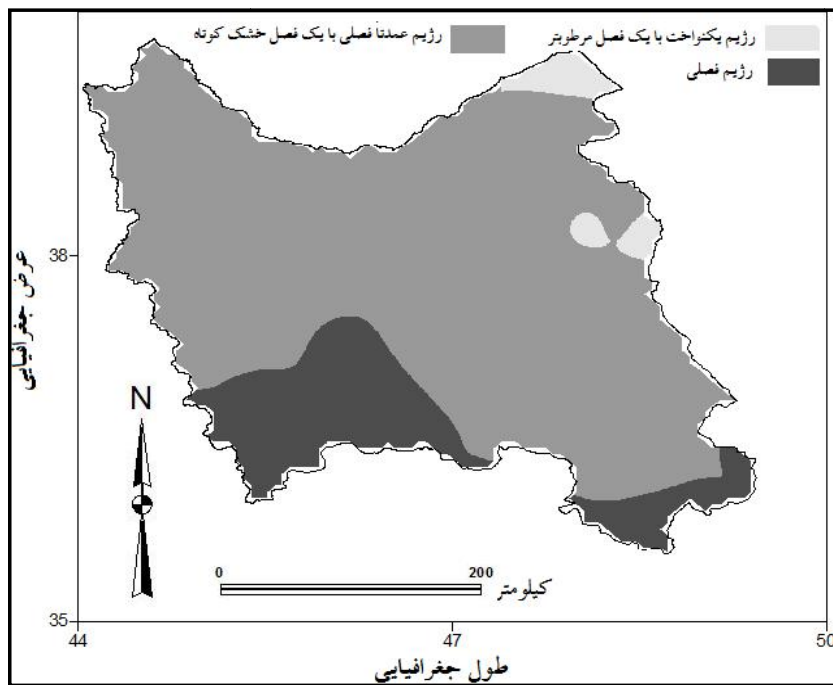 رژیم یکنواخت با یک فصل مرطوبتر
رژیم عمدتاً فصلی با یک فصل خشک کوتاه
رژیم فصلی
38
عرض جغرافیایی
N
0 200
کیلومتر
35
44 47 50
طول جغرافیایی